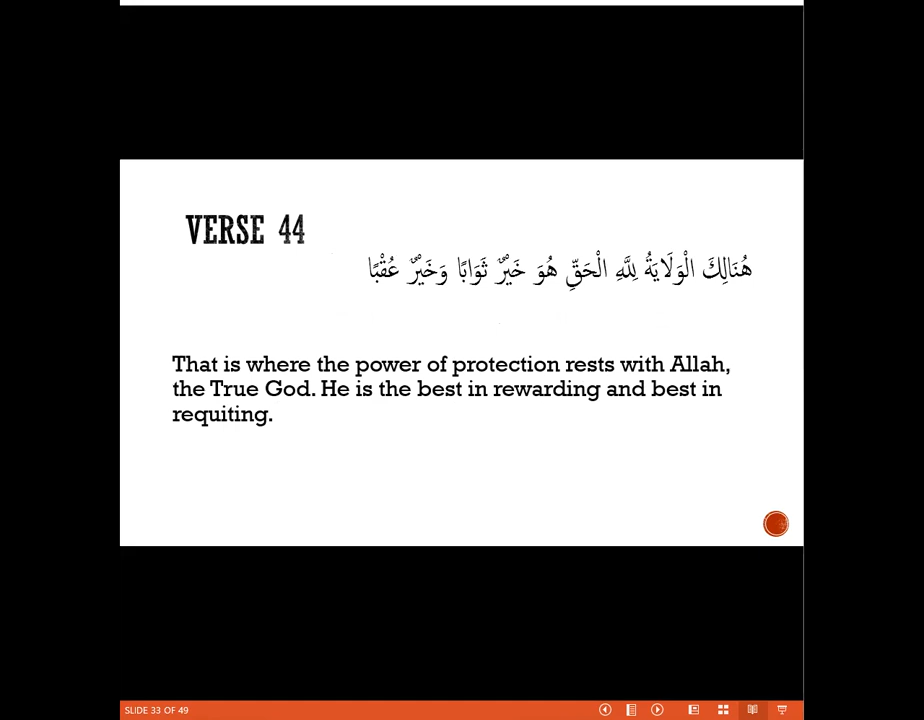 VERSE 44
هُنَالِكَ الْوَلَايَةُ لِلَّهِ الْحَقِّ هُوَ خَيْرٌ ثَوَابًا وَخَيْرٌ عُقْبًا
That is where the power of protection rests with Allah,
the True God. He is the best in rewarding and best in
requiting.
SLIDE 33 OF 49